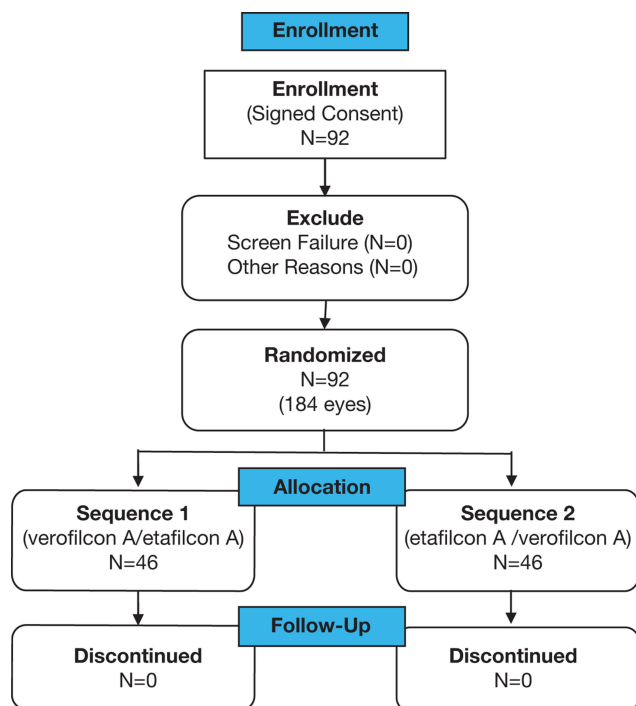 Enrollment
Enrollment
(Signed Consent)
N=92
Exclude
Screen Failure (N=0)
Other Reasons (N=0)
Randomized
N=92
(184 eyes)
Allocation
Sequence 1
(verofilcon A/etafilcon A)
N=46
Sequence 2
(etafilcon A /verofilcon A)
N=46
Follow-Up
Discontinued
N=0
Discontinued
N=0